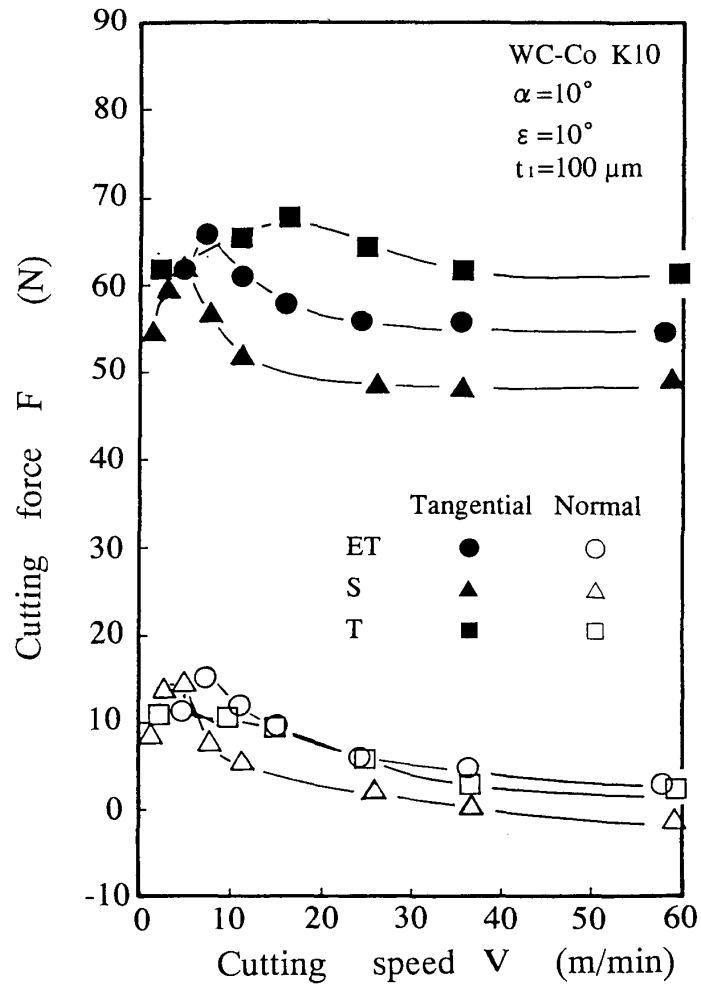 90
80
70
60
50
40
30
20
10
0
-10
Cutting force F (N)
WC-Co K10
α=10°
ε=10°
t₁=100 μm
Tangential Normal
ET
S
T
0 10 20 30 40 50 60
Cutting speed V (m/min)